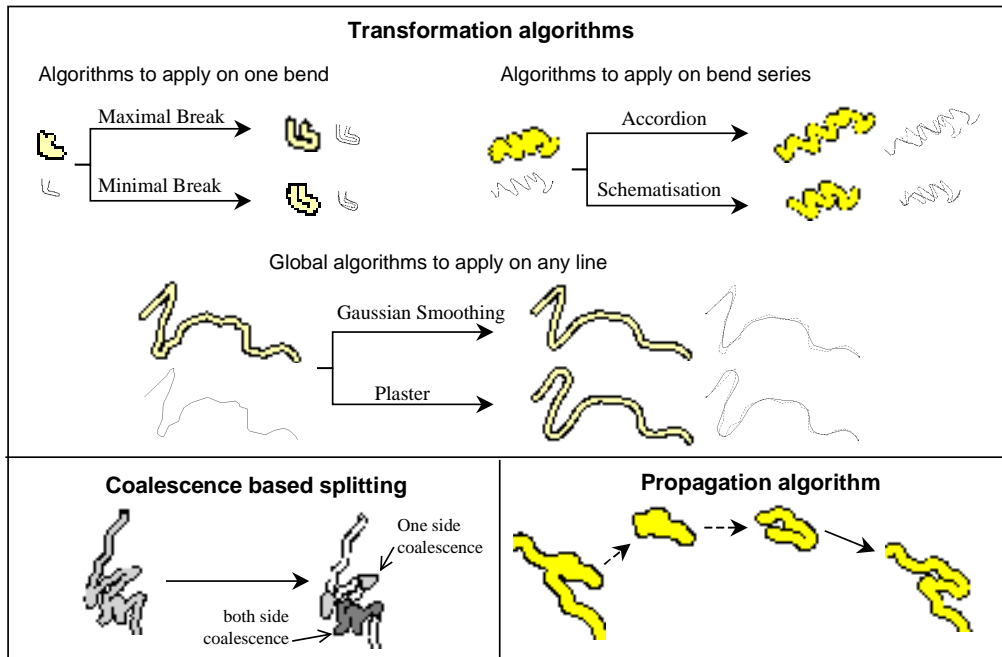 Transformation algorithms
Algorithms to apply on one bend
Maximal Break
Minimal Break
Algorithms to apply on bend series
Accordion
Schematisation
Global algorithms to apply on any line
Gaussian Smoothing
Plaster
Coalescence based splitting
One side
coalescence
both side
coalescence
Propagation algorithm